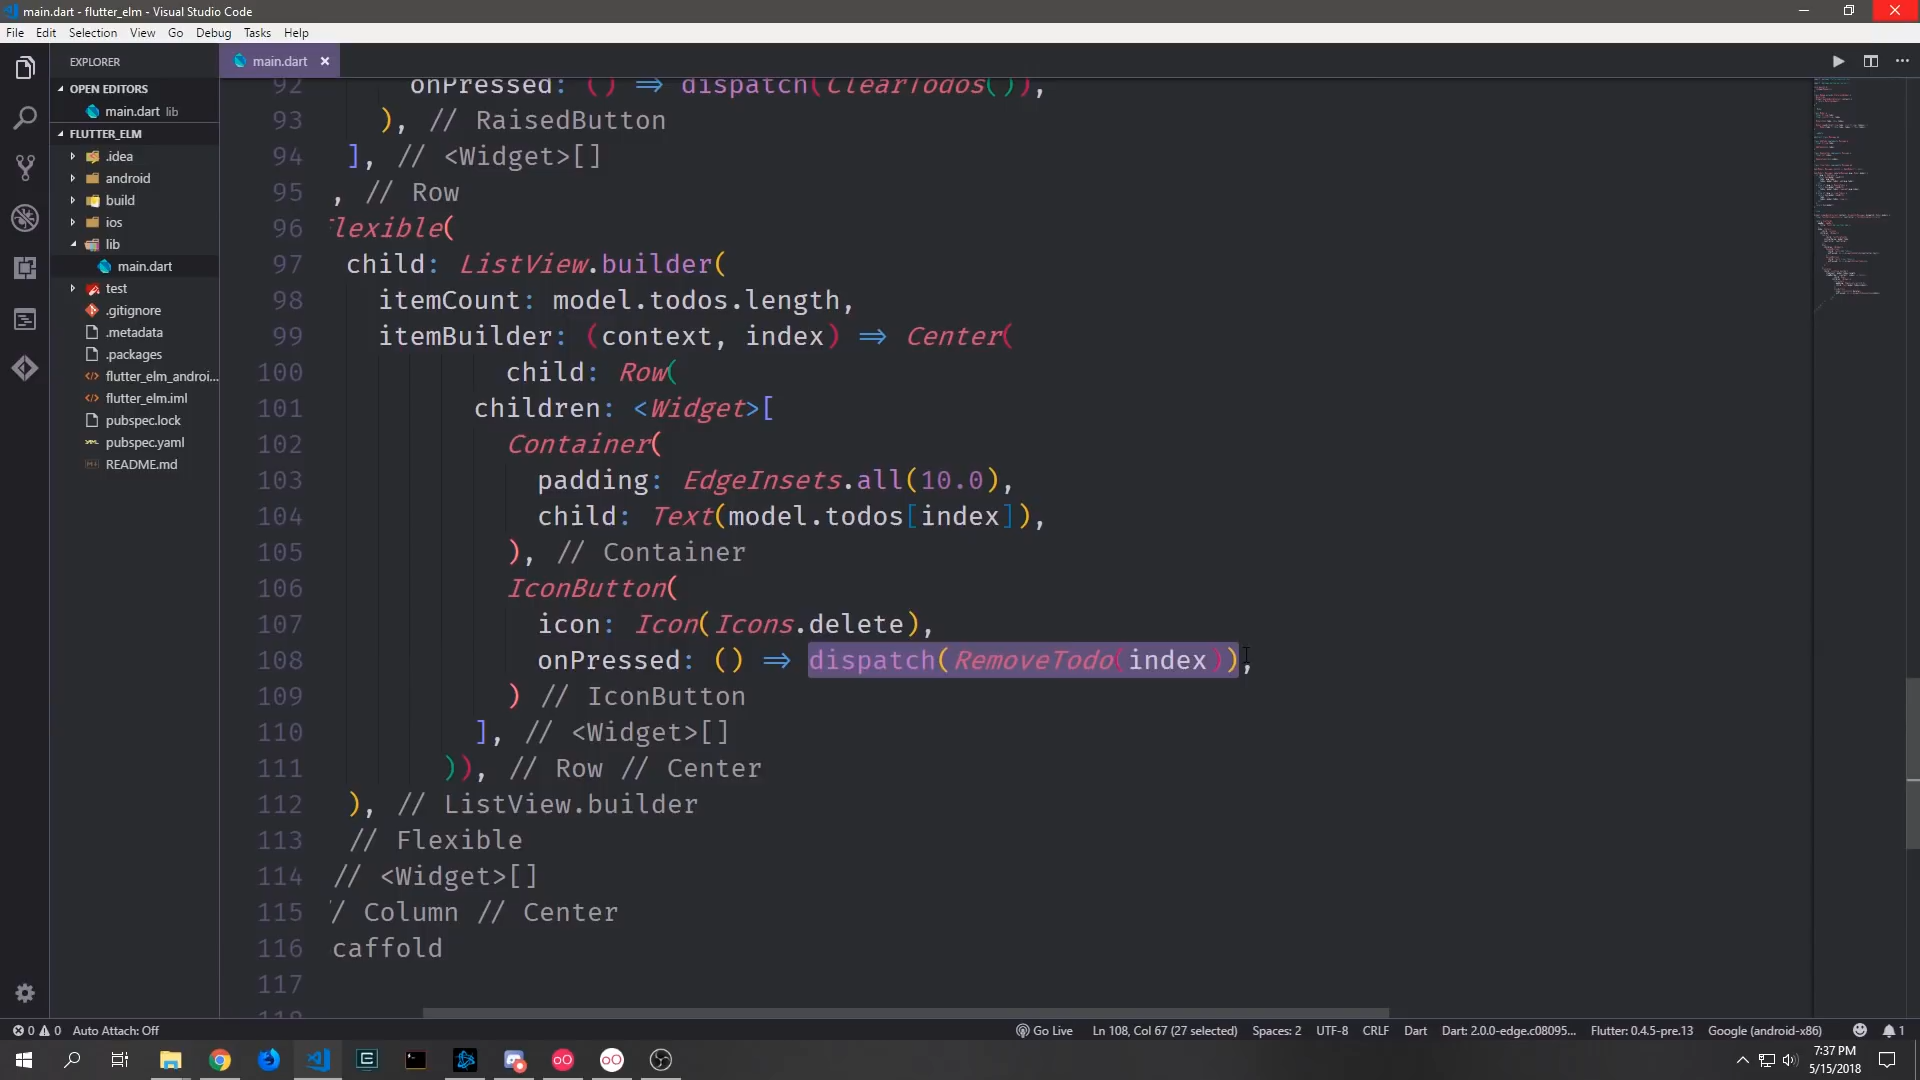 main.dart - flutter_elm - Visual Studio Code
File Edit Selection View Go Debug Tasks Help
EXPLORER
OPEN EDITORS
main.dart lib
FLUTTER_ELM
.idea
android
build
ios
lib
main.dart
test
.gitignore
.metadata
.packages
flutter_elm_androi...
flutter_elm.iml
pubspec.lock
pubspec.yaml
README.md
main.dart
92 onPressed: () => dispatch(ClearTodos()),
93 ), // RaisedButton
94 ], // <Widget>[]
95 , // Row
96 lexible(
97 child: ListView.builder(
98 itemCount: model.todos.length,
99 itemBuilder: (context, index) => Center(
100 child: Row(
101 children: <Widget>[
102 Container(
103 padding: EdgeInsets.all(10.0),
104 child: Text(model.todos[index]),
105 ), // Container
106 IconButton(
107 icon: Icon(Icons.delete),
108 onPressed: () => dispatch(RemoveTodo(index)),
109 ) // IconButton
110 ], // <Widget>[]
111 )), // Row // Center
112 ), // ListView.builder
113 // Flexible
114 // <Widget>[]
115 / Column // Center
116 caffold
117
0 0 Auto Attach: Off Go Live Ln 108, Col 67 (27 selected) Spaces: 2 UTF-8 CRLF Dart Dart: 2.0.0-edge.c08095... Flutter: 0.4.5-pre.13 Google (android-x86) 1
7:37 PM
5/15/2018